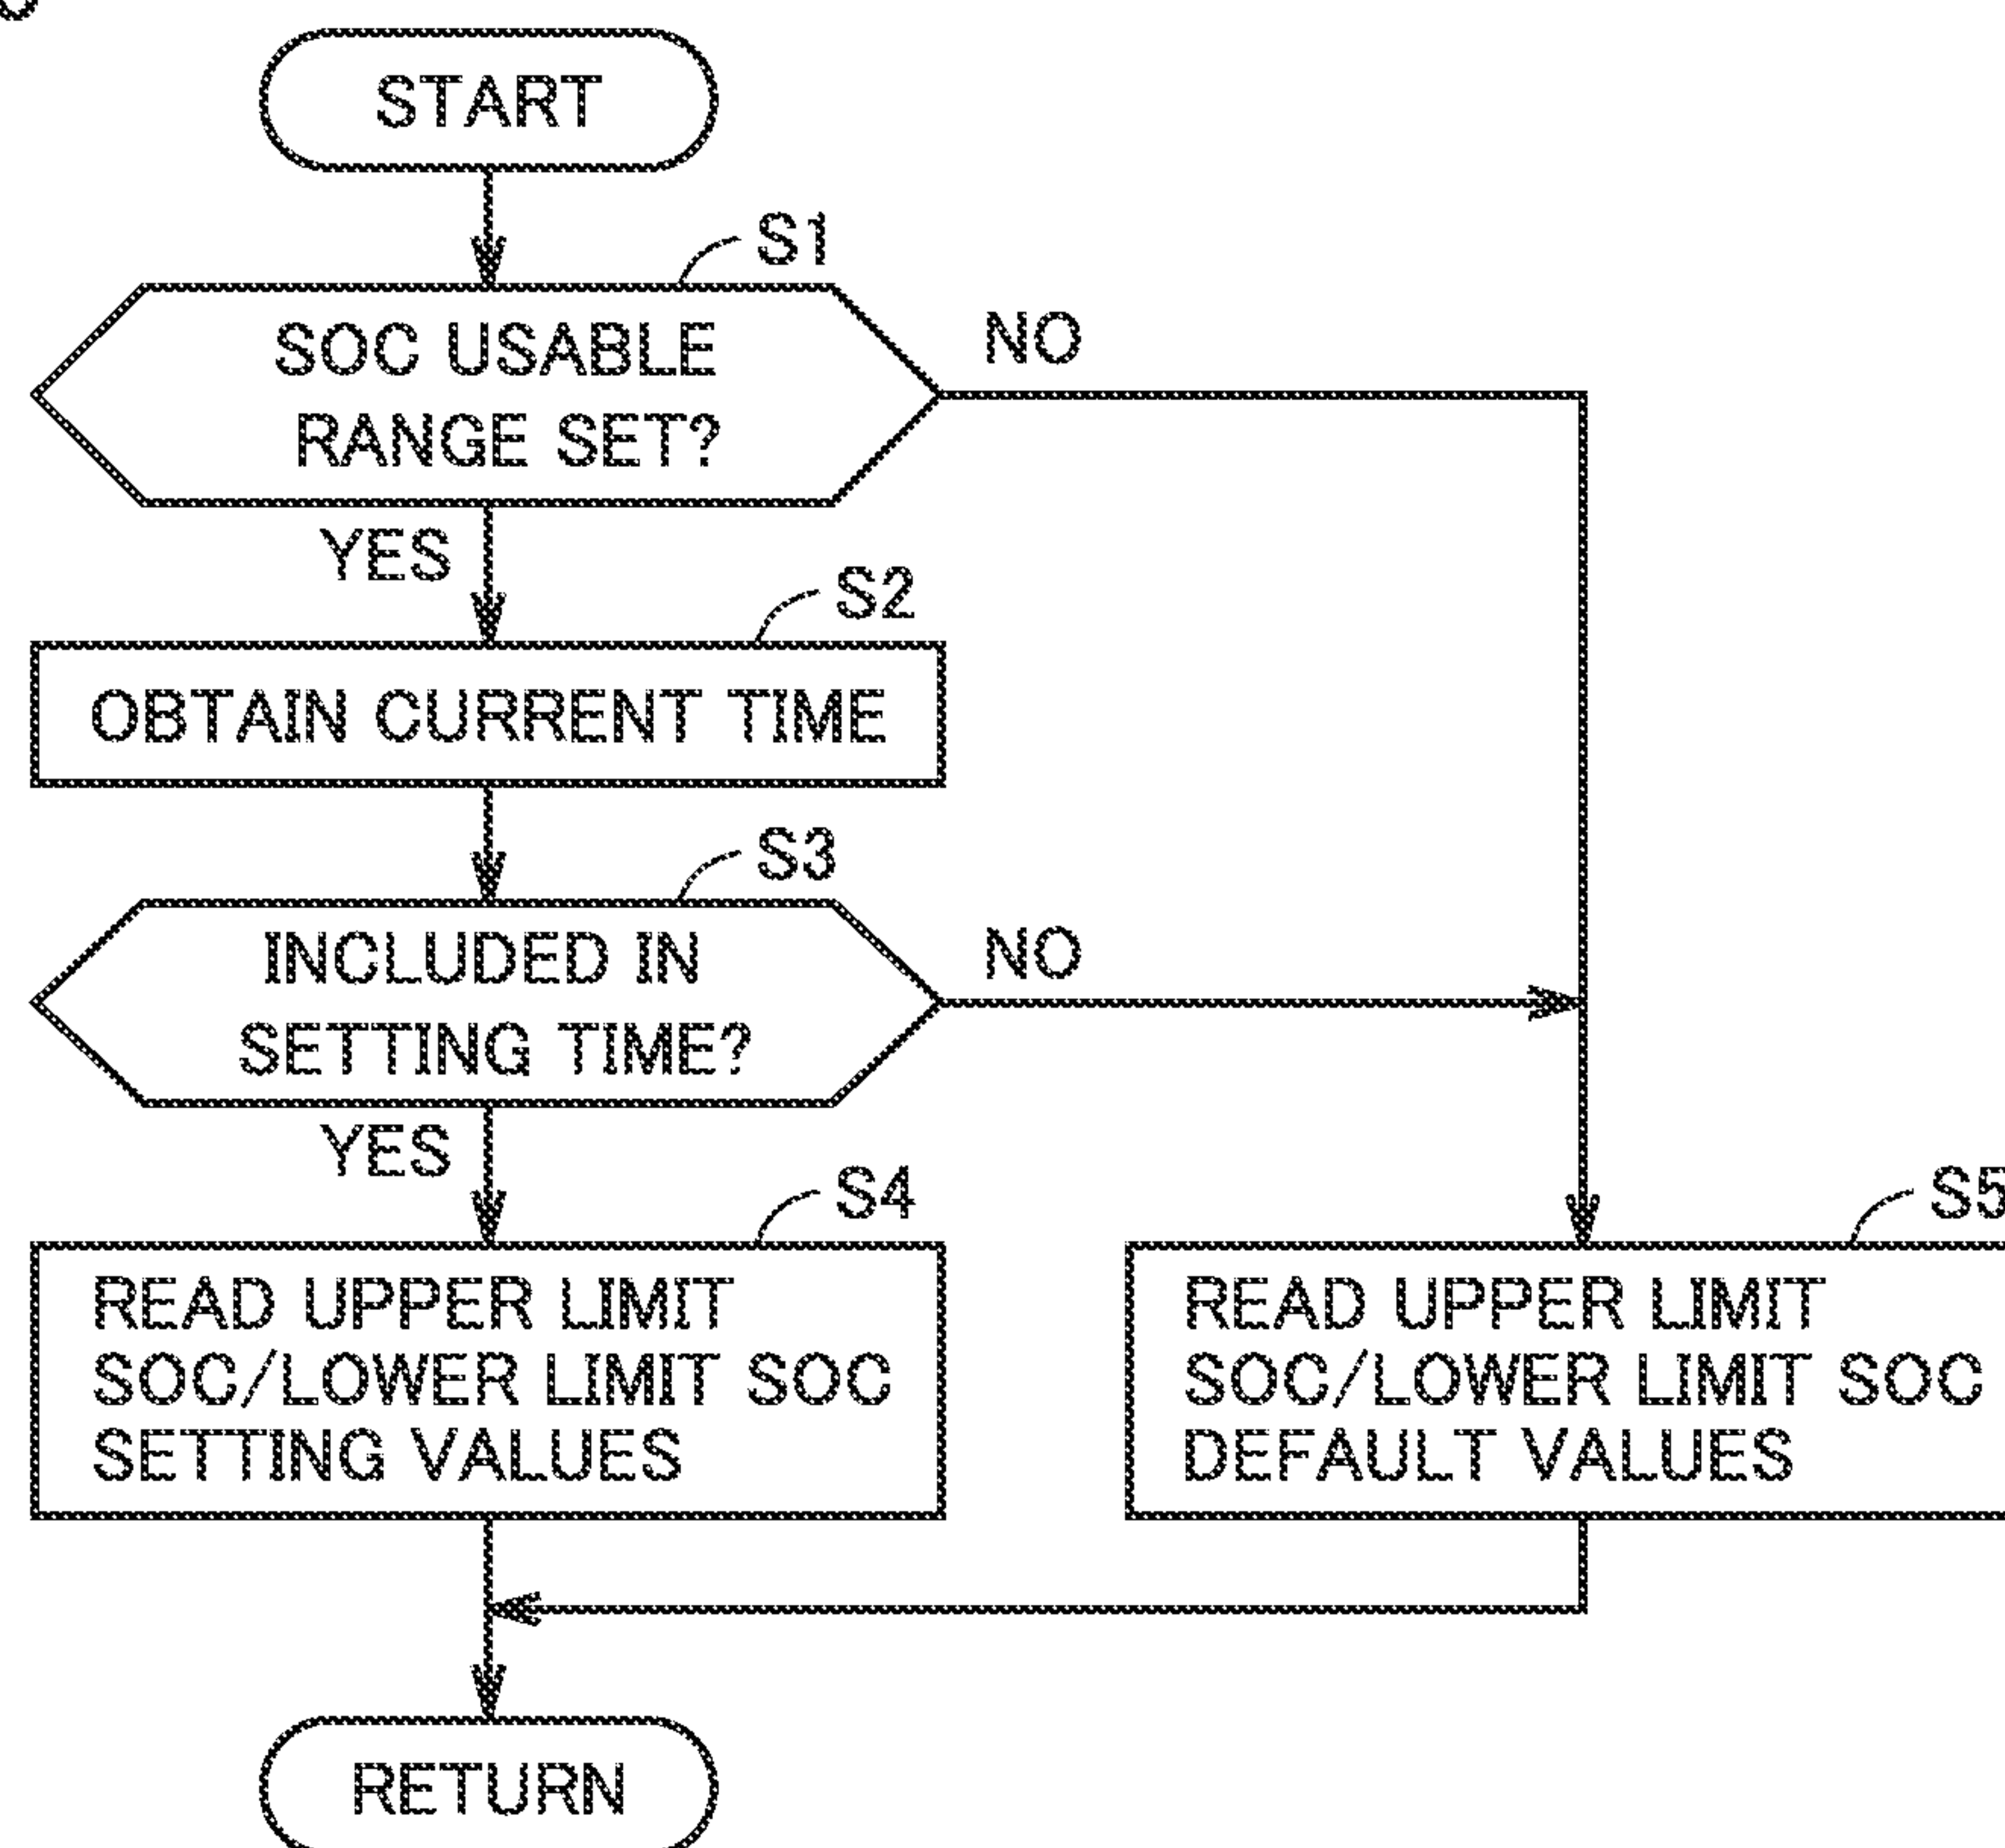 START
S1
SOC USABLE
RANGE SET?
NO
YES
S2
OBTAIN CURRENT TIME
S3
INCLUDED IN
SETTING TIME?
NO
YES
S4
READ UPPER LIMIT
SOC/LOWER LIMIT SOC
SETTING VALUES
S5
READ UPPER LIMIT
SOC/LOWER LIMIT SOC
DEFAULT VALUES
RETURN